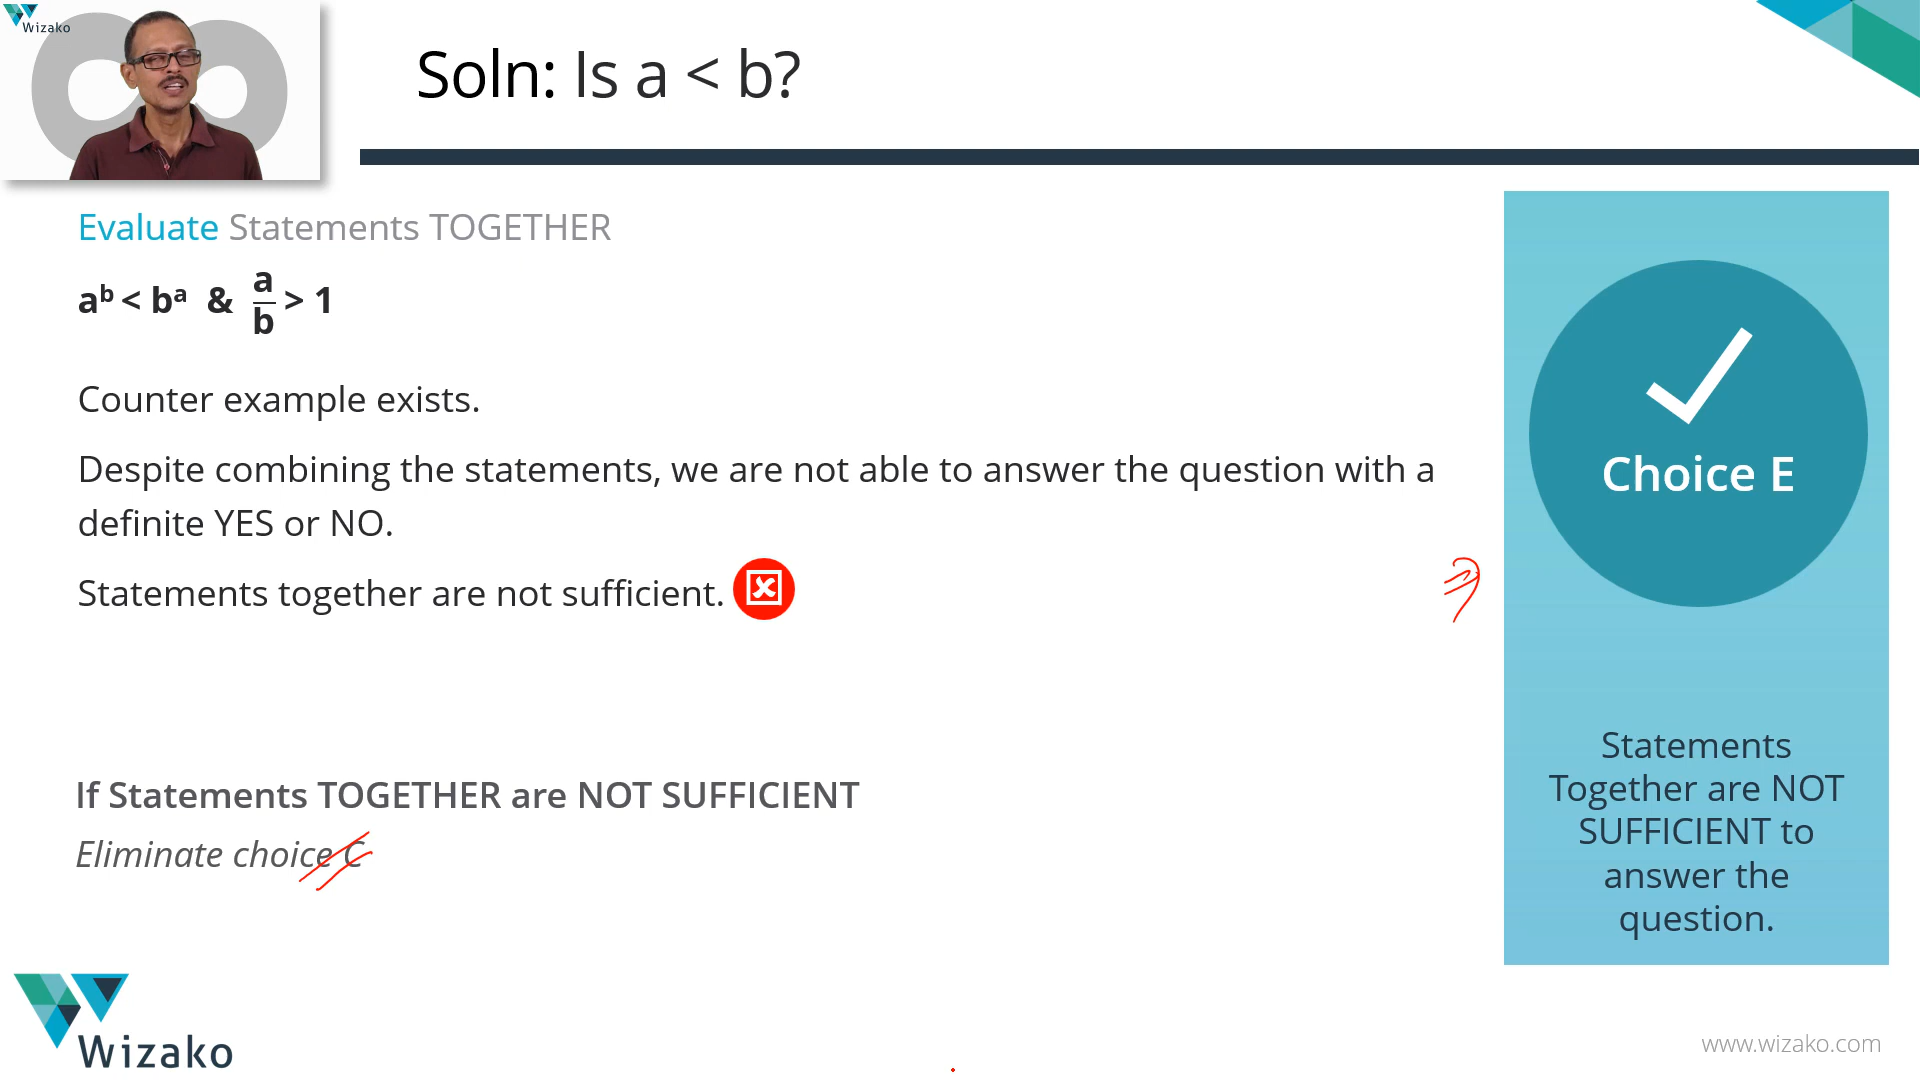 Wizako
Soln: Is a < b?
Evaluate Statements TOGETHER
aᵇ < bᵃ & a/b > 1
Counter example exists.
Despite combining the statements, we are not able to answer the question with a
definite YES or NO.
Statements together are not sufficient.
If Statements TOGETHER are NOT SUFFICIENT
Eliminate choice C
Choice E
Statements
Together are NOT
SUFFICIENT to
answer the
question.
Wizako
www.wizako.com